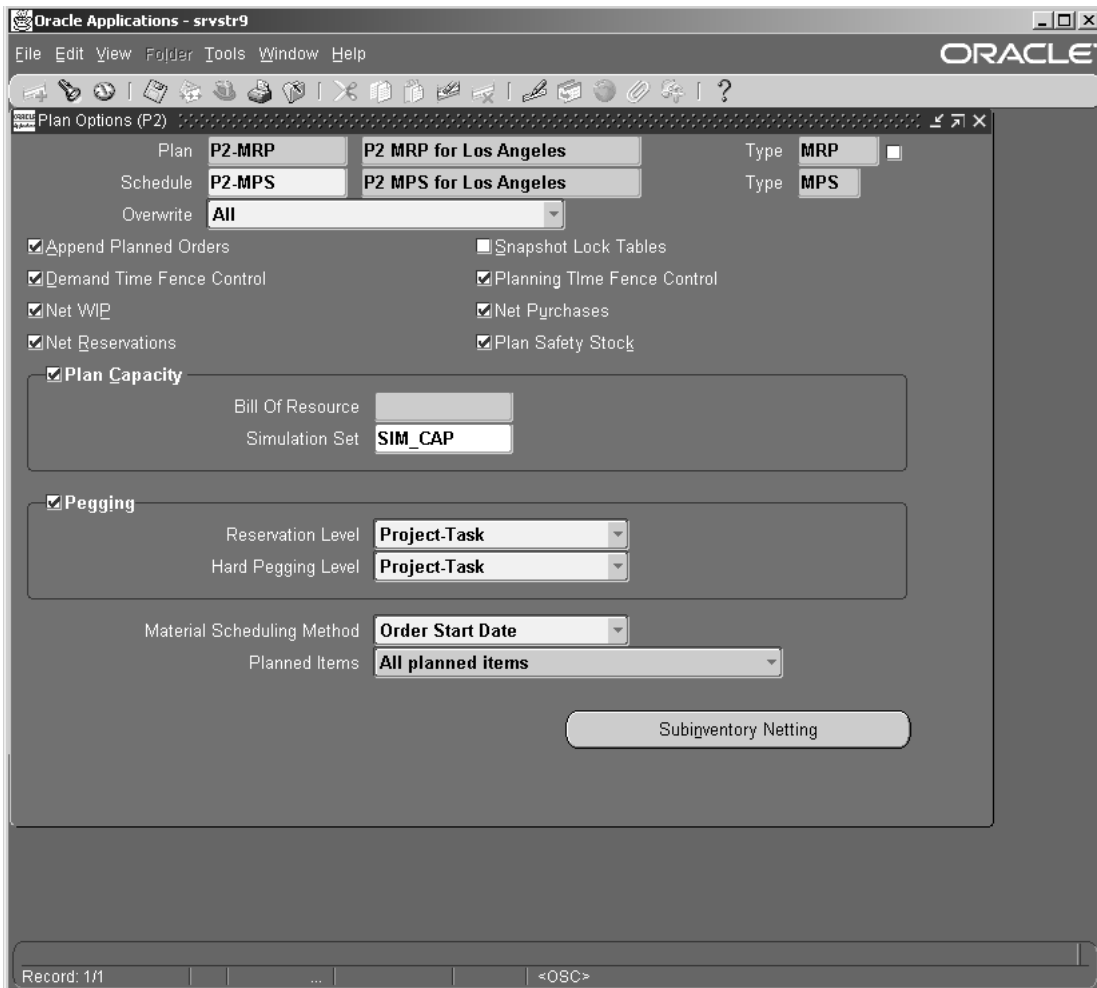 Oracle Applications - srvstr9
File Edit View Folder Tools Window Help ORACLE
Plan Options (P2)
Plan P2-MRP P2 MRP for Los Angeles Type MRP
Schedule P2-MPS P2 MPS for Los Angeles Type MPS
Overwrite All
Append Planned Orders Snapshot Lock Tables
Demand Time Fence Control Planning TIme Fence Control
Net WIP Net Purchases
Net Reservations Plan Safety Stock
Plan Capacity
Bill Of Resource
Simulation Set SIM_CAP
Pegging
Reservation Level Project-Task
Hard Pegging Level Project-Task
Material Scheduling Method Order Start Date
Planned Items All planned items
Subinventory Netting
Record: 1/1 ... <OSC>